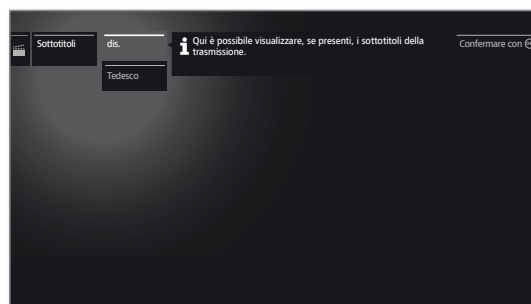 Sottotitoli
dis.
Qui è possibile visualizzare, se presenti, i sottotitoli della
trasmissione.
Confermare con
Tedesco